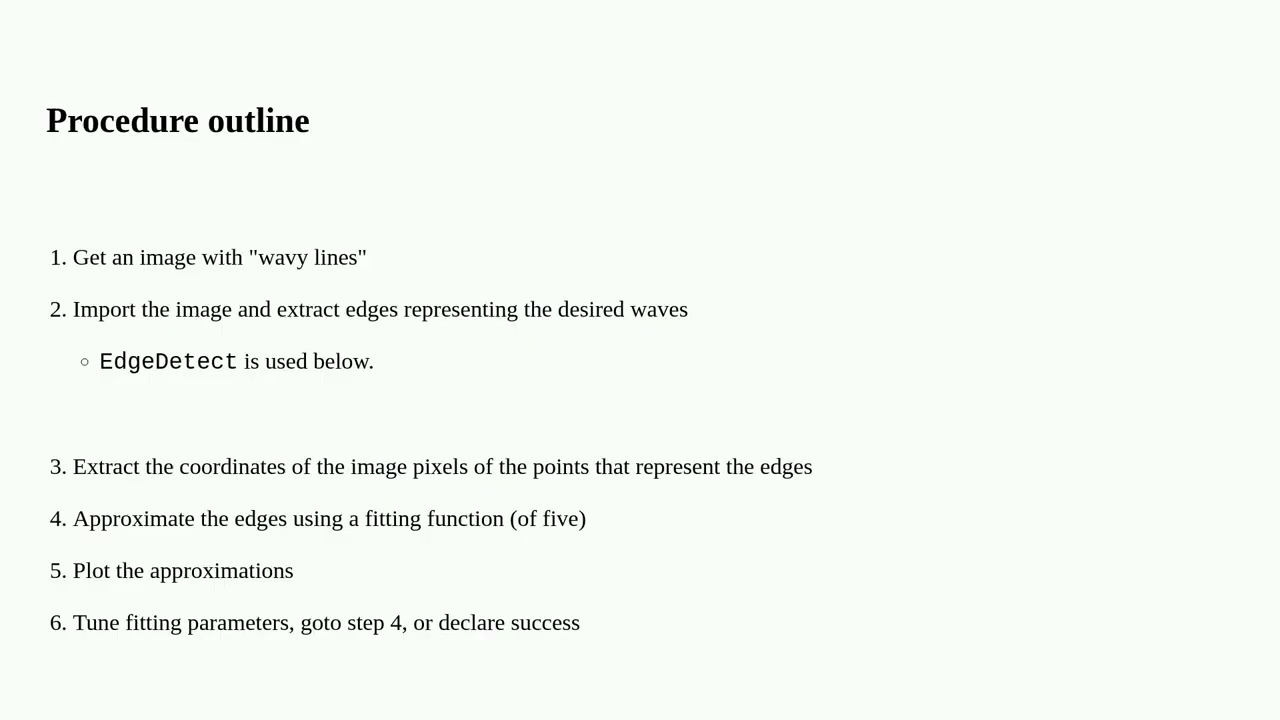 Procedure outline
1. Get an image with "wavy lines"
2. Import the image and extract edges representing the desired waves
◦ EdgeDetect is used below.
3. Extract the coordinates of the image pixels of the points that represent the edges
4. Approximate the edges using a fitting function (of five)
5. Plot the approximations
6. Tune fitting parameters, goto step 4, or declare success